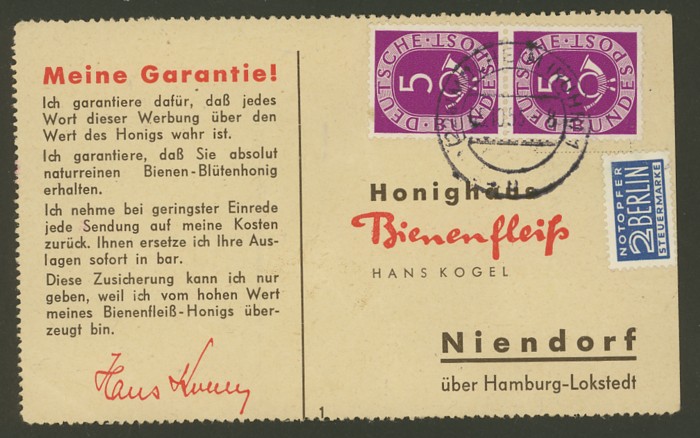 Meine Garantie!
Ich garantiere dafür, daß jedes
Wort dieser Werbung über den
Wert des Honigs wahr ist.
Ich garantiere, daß Sie absolut
naturreinen Bienen-Blütenhonig
erhalten.
Ich nehme bei geringster Einrede
jede Sendung auf meine Kosten
zurück. Ihnen ersetze ich Ihre Aus-
lagen sofort in bar.
Diese Zusicherung kann ich nur
geben, weil ich vom hohen Wert
meines Bienenfleiß-Honigs über-
zeugt bin.
Hans
1
DEUTSCHE·POST·BUNDESPOST
5
DEUTSCHE·POST·BUNDESPOST
5
NOTOPFER
2 BERLIN
STEUERMARKE
Honighaus
Bienenfleiß
HANS KOGEL
Niendorf
über Hamburg-Lokstedt